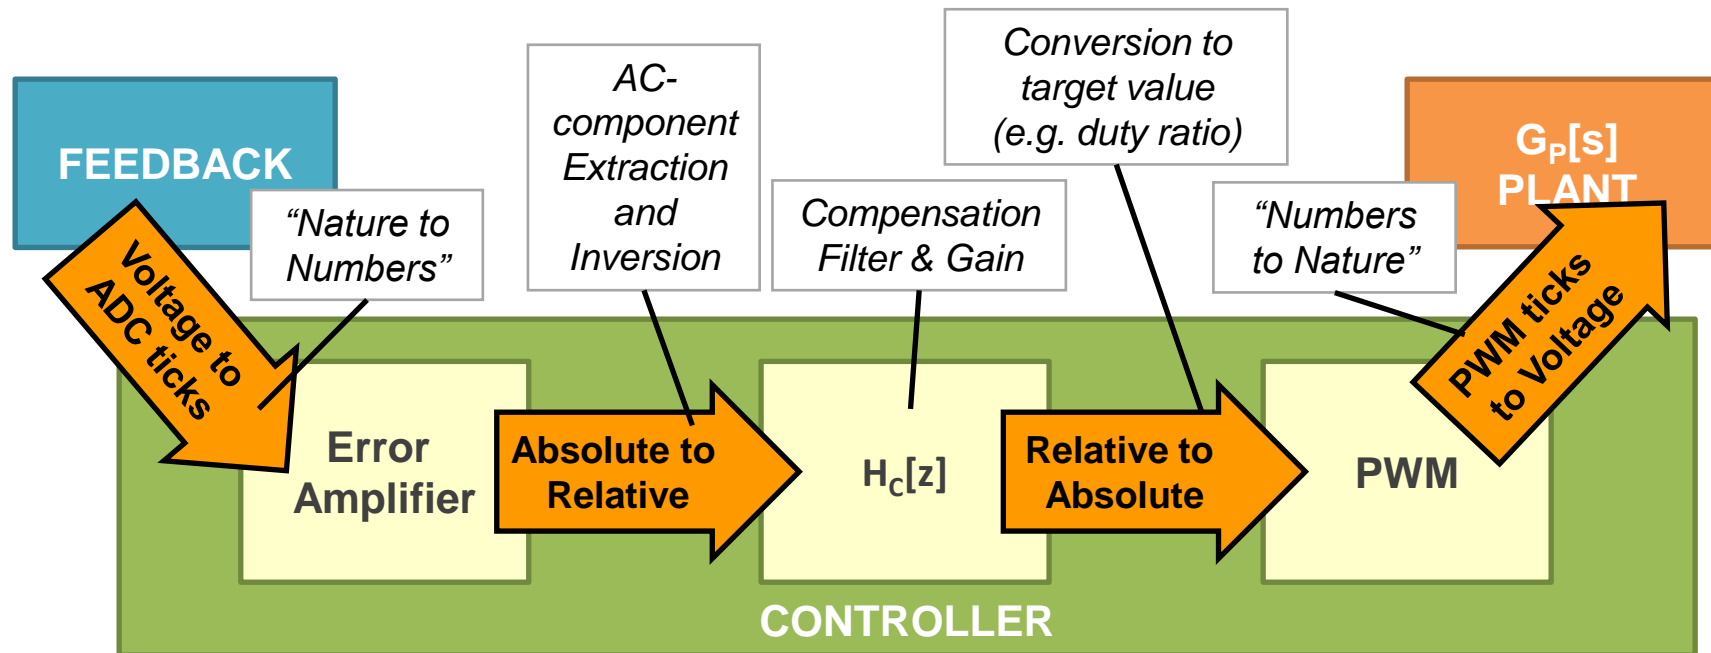 FEEDBACK
“Nature to
Numbers”
Voltage to
ADC ticks
AC-
component
Extraction
and
Inversion
Compensation
Filter & Gain
Conversion to
target value
(e.g. duty ratio)
“Numbers
to Nature”
GP[s]
PLANT
PWM ticks
to Voltage
Error
Amplifier
Absolute to
Relative
HC[z]
Relative to
Absolute
PWM
CONTROLLER